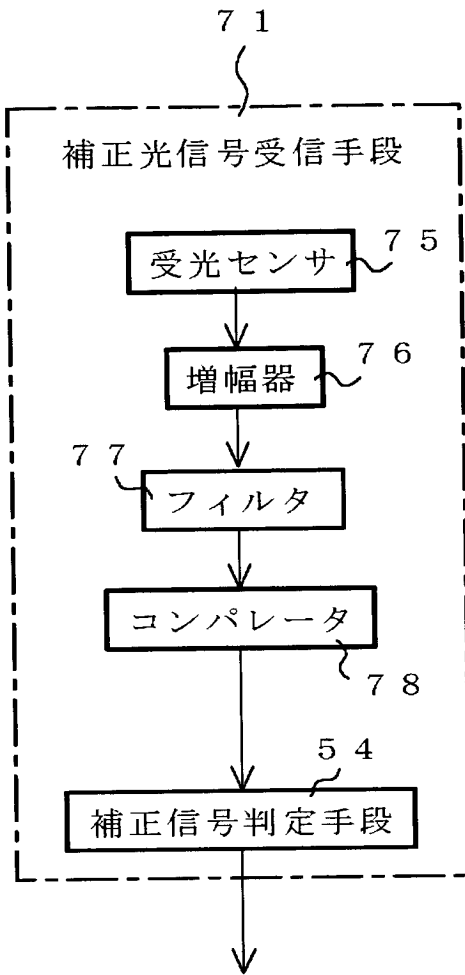 ７１
補正光信号受信手段
受光センサ
７５
増幅器
７６
７７
フィルタ
コンパレータ
７８
５４
補正信号判定手段